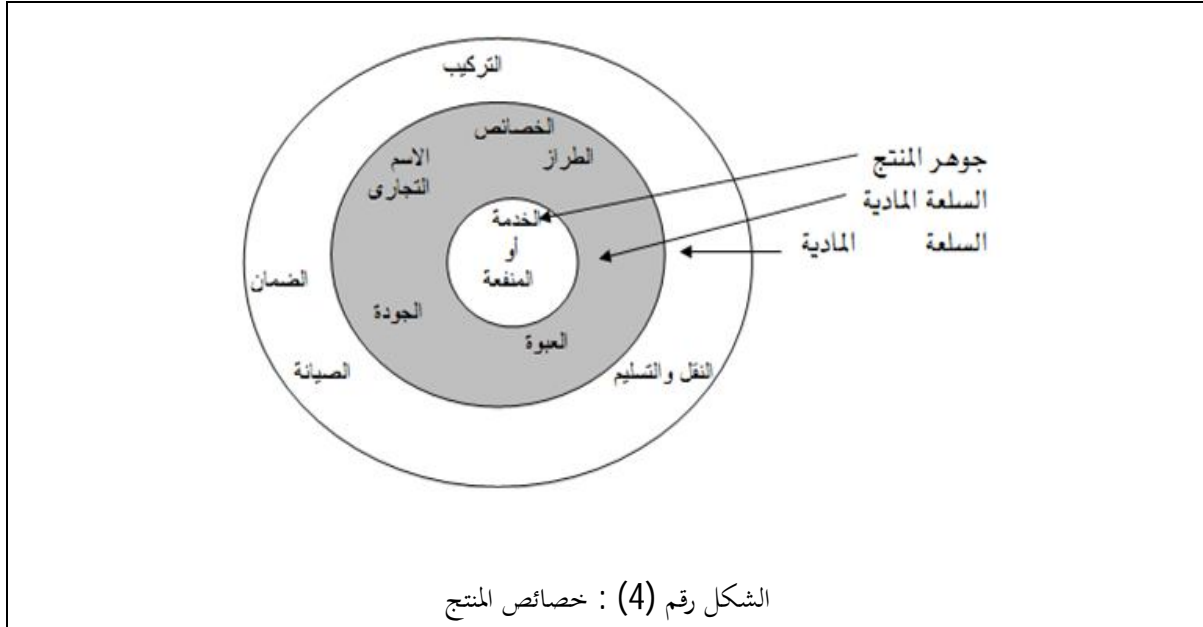 التركيب
الخصائص
الطراز
الاسم
التجارى
جوهر المنتج
السلعة المادية
السلعة المادية
الخدمة
أو
المنفعة
الضمان
الجودة
العبوة
الصيانة
النقل والتسليم
الشكل رقم (4) : خصائص المنتج